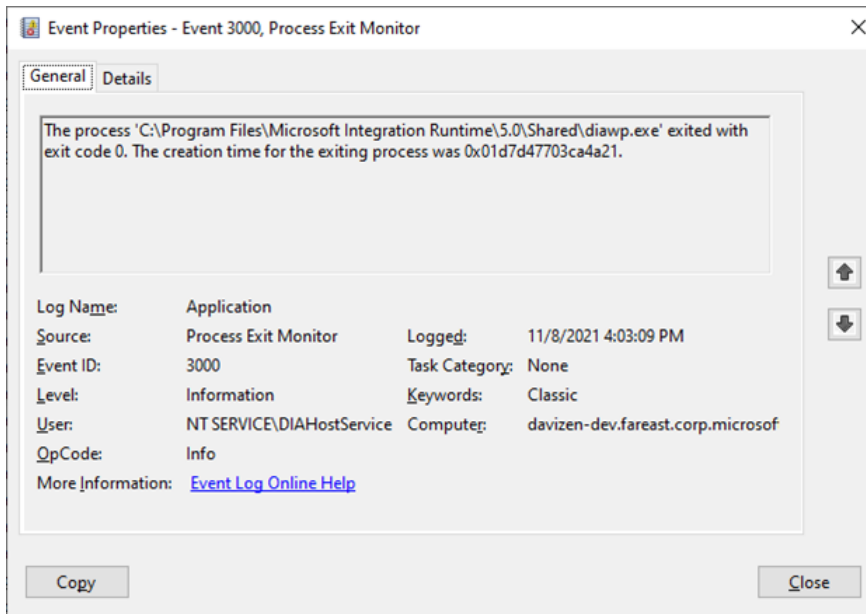 Event Properties - Event 3000, Process Exit Monitor
General Details
The process 'C:\Program Files\Microsoft Integration Runtime\5.0\Shared\diawp.exe' exited with
exit code 0. The creation time for the exiting process was 0x01d7d47703ca4a21.
Log Name: Application
Source: Process Exit Monitor Logged: 11/8/2021 4:03:09 PM
Event ID: 3000 Task Category: None
Level: Information Keywords: Classic
User: NT SERVICE\DIAHostService Computer: davizen-dev.fareast.corp.microsof
OpCode: Info
More Information: Event Log Online Help
Copy Close